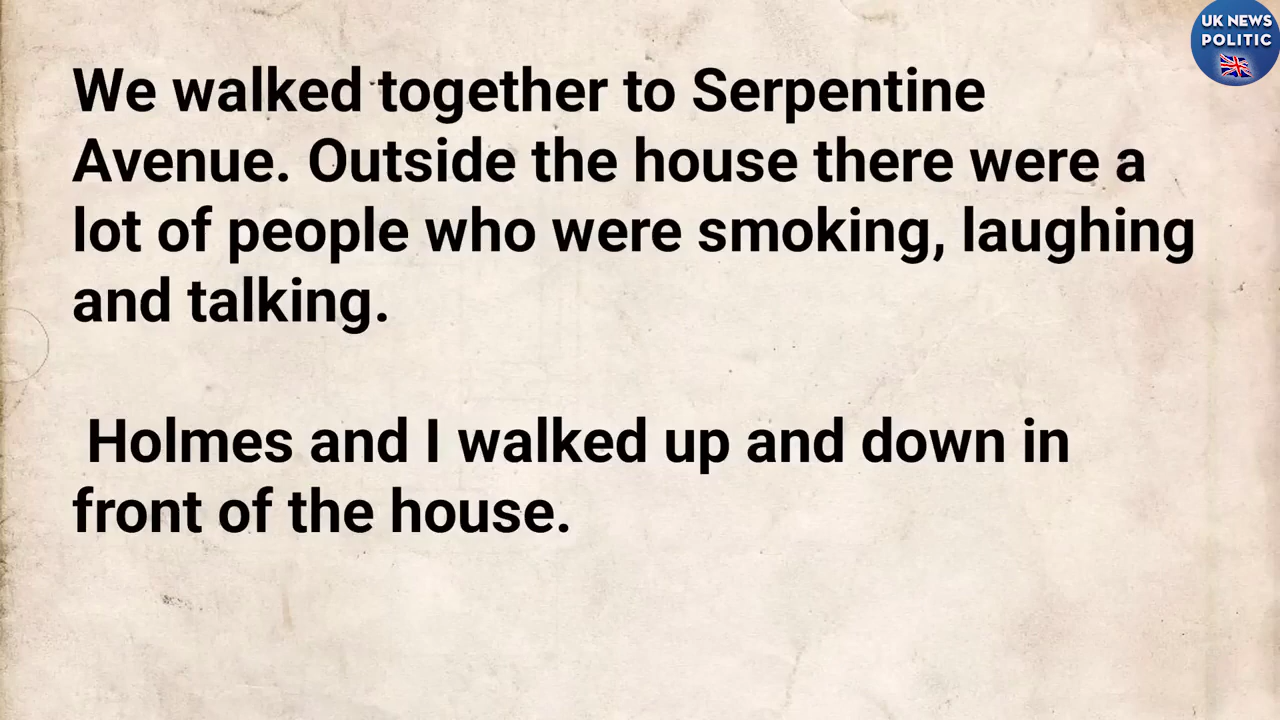 UK NEWS
POLITIC
We walked together to Serpentine
Avenue. Outside the house there were a
lot of people who were smoking, laughing
and talking.
Holmes and I walked up and down in
front of the house.